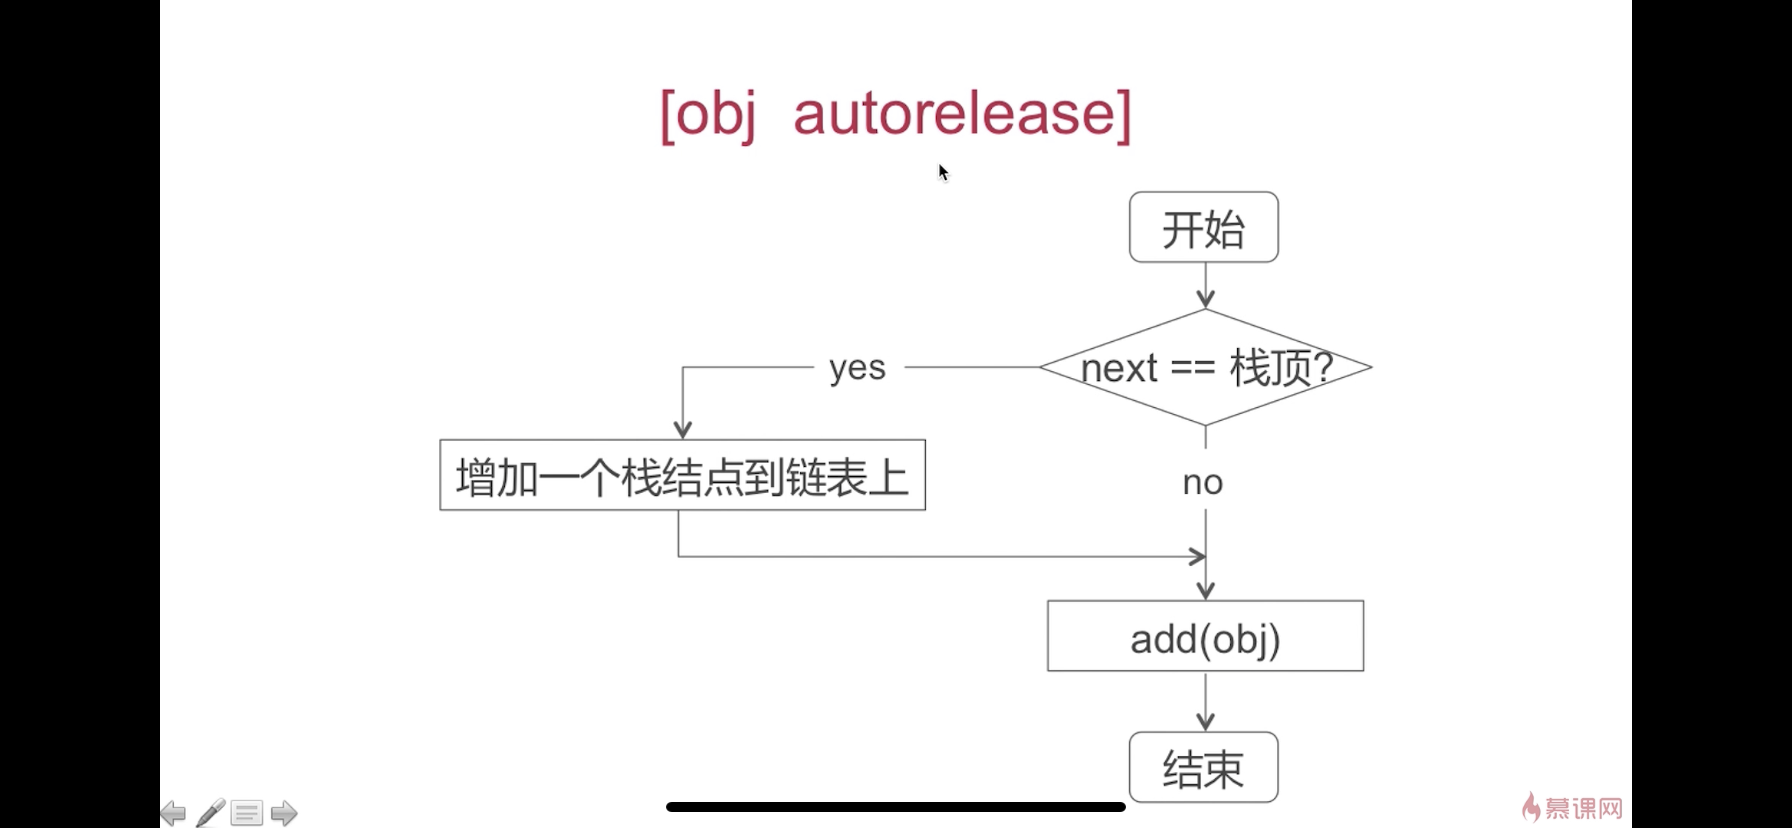 [obj autorelease]
开始
next == 栈顶?
yes
增加一个栈结点到链表上
no
add(obj)
结束
慕课网